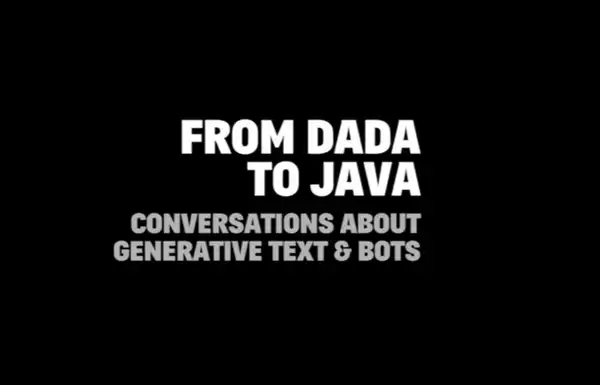 FROM DADA
TO JAVA
CONVERSATIONS ABOUT
GENERATIVE TEXT & BOTS